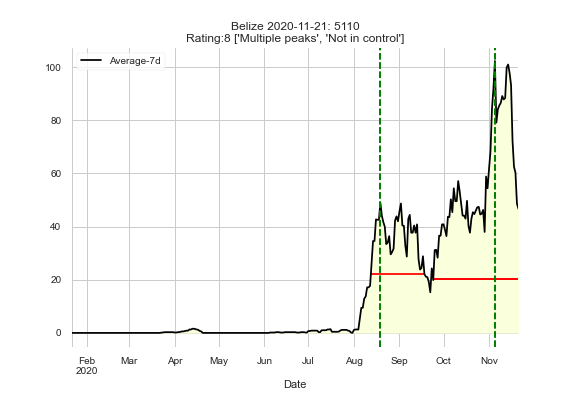 Belize 2020-11-21: 5110
Rating:8 ['Multiple peaks', 'Not in control']
Average-7d
100
80
60
40
20
0
Feb Mar Apr May Jun Jul Aug Sep Oct Nov
2020
Date